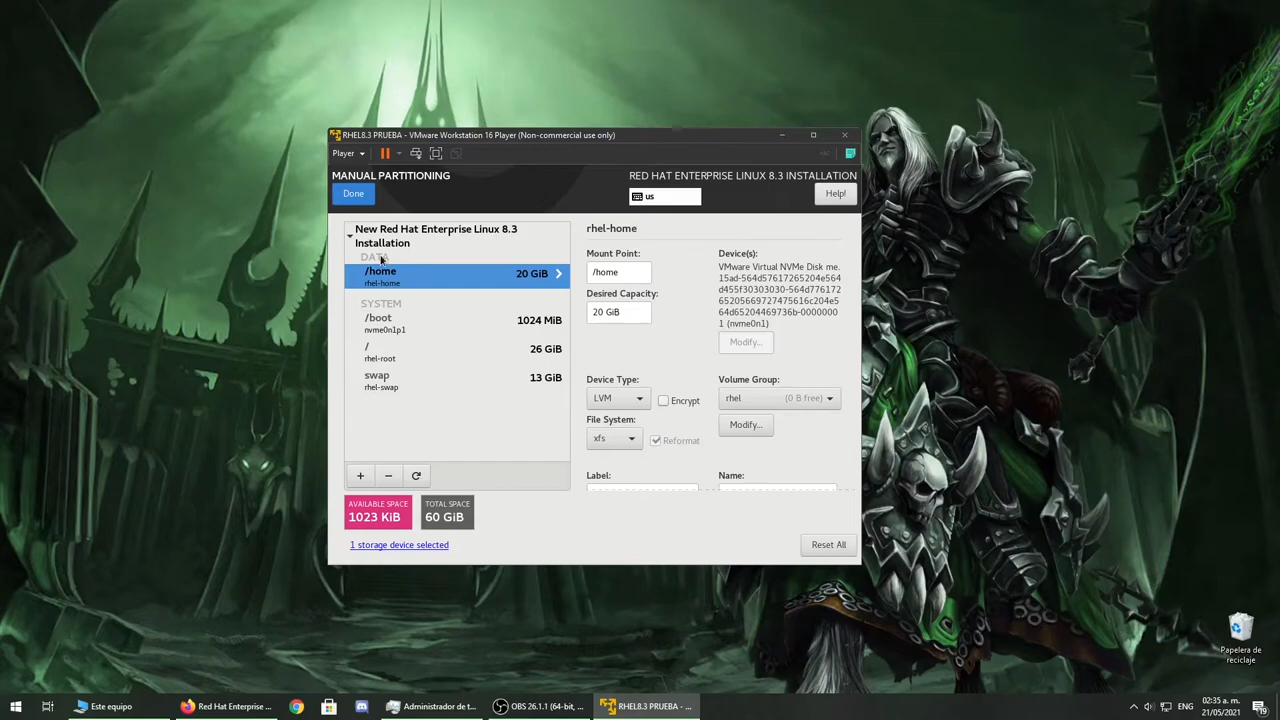 RHEL8.3 PRUEBA - VMware Workstation 16 Player (Non-commercial use only)
Player
MANUAL PARTITIONING
RED HAT ENTERPRISE LINUX 8.3 INSTALLATION
Done
us
Help!
New Red Hat Enterprise Linux 8.3
Installation
DATA
/home
20 GiB
rhel-home
SYSTEM
/boot
1024 MiB
nvme0n1p1
/
26 GiB
rhel-root
swap
13 GiB
rhel-swap
rhel-home
Mount Point:
/home
Desired Capacity:
20 GiB
Device(s):
VMware Virtual NVMe Disk me.
15ad-564d57617265204e564
d455f30303030-564d776172
65205669727475616c204e56
4d65204469736b-0000000
1 (nvme0n1)
Modify...
Device Type:
LVM
Encrypt
Volume Group:
rhel (0 B free)
File System:
Modify...
xfs
Reformat
Label:
Name:
AVAILABLE SPACE
1023 KiB
TOTAL SPACE
60 GiB
1 storage device selected
Reset All
Papelera de
reciclaje
Este equipo
Red Hat Enterprise ...
Administrador de t...
OBS 26.1.1 (64-bit, ...
RHEL8.3 PRUEBA - ...
ENG
02:35 a. m.
21/05/2021